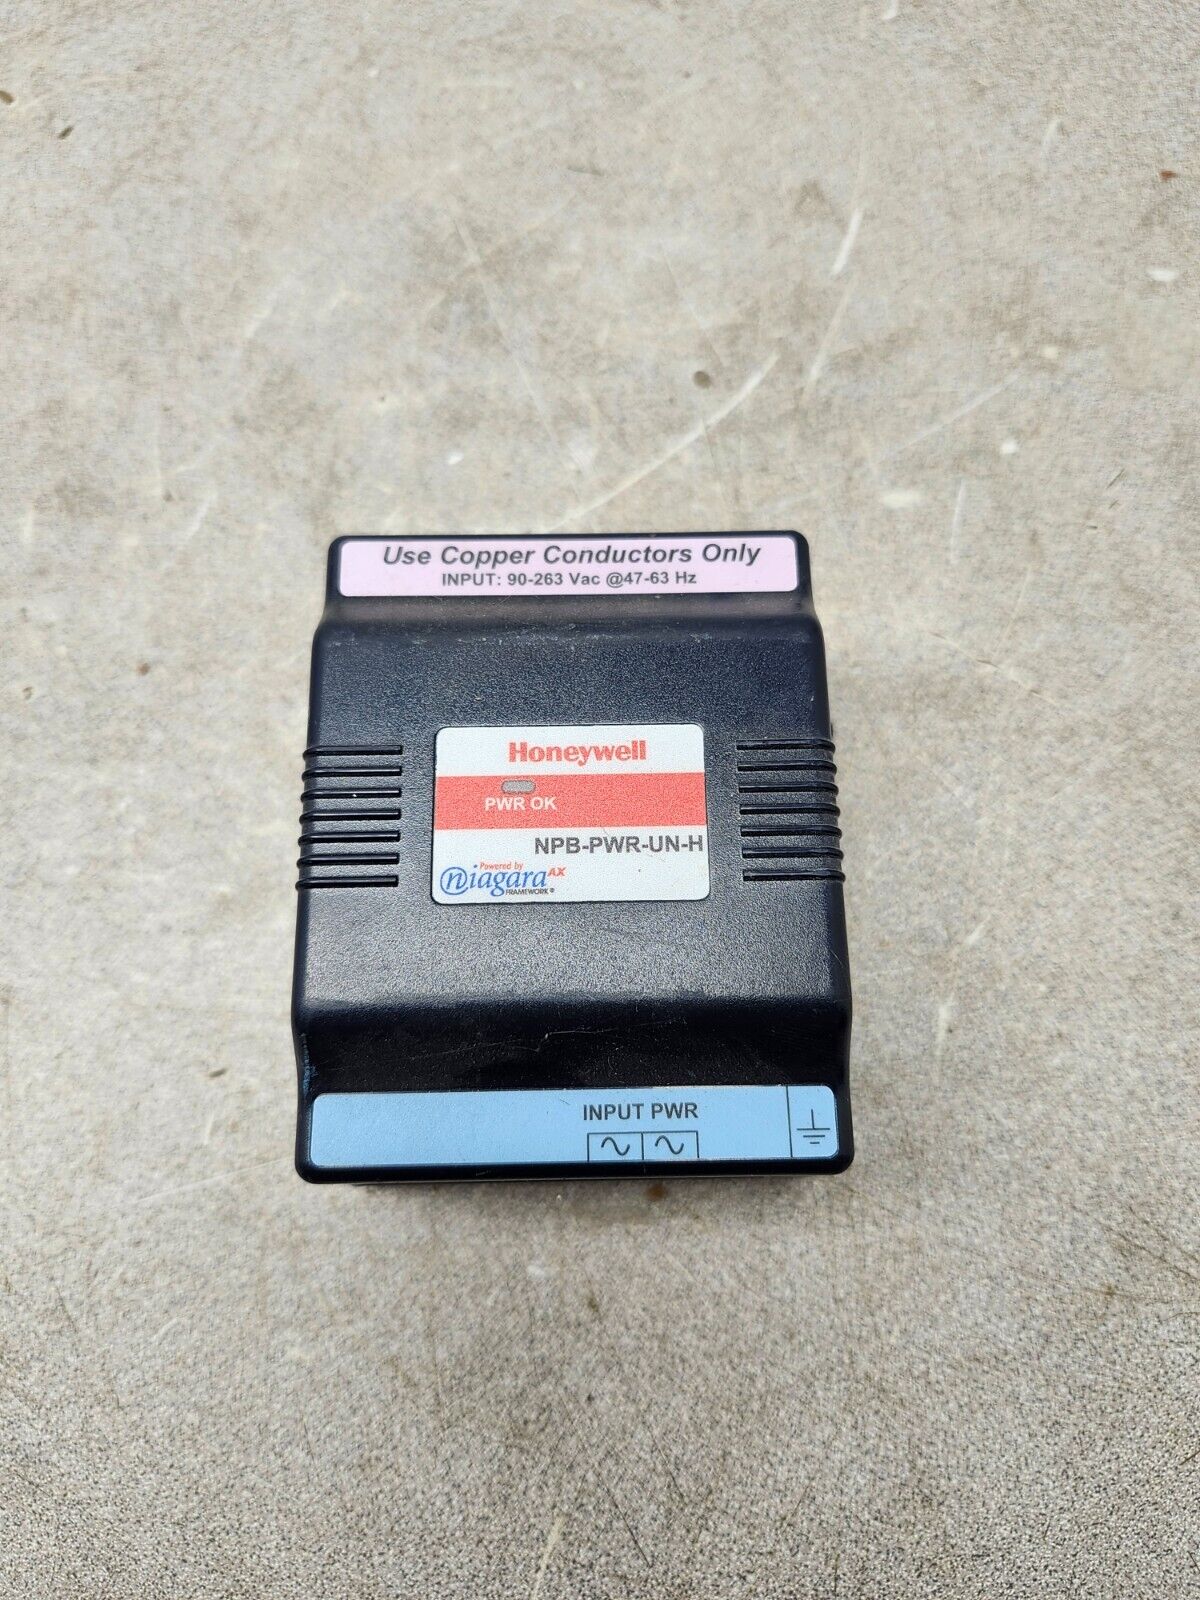 Use Copper Conductors Only
INPUT: 90-263 Vac @47-63 Hz
Honeywell
PWR OK
NPB-PWR-UN-H
Powered by
niagara AX
FRAMEWORK®
INPUT PWR